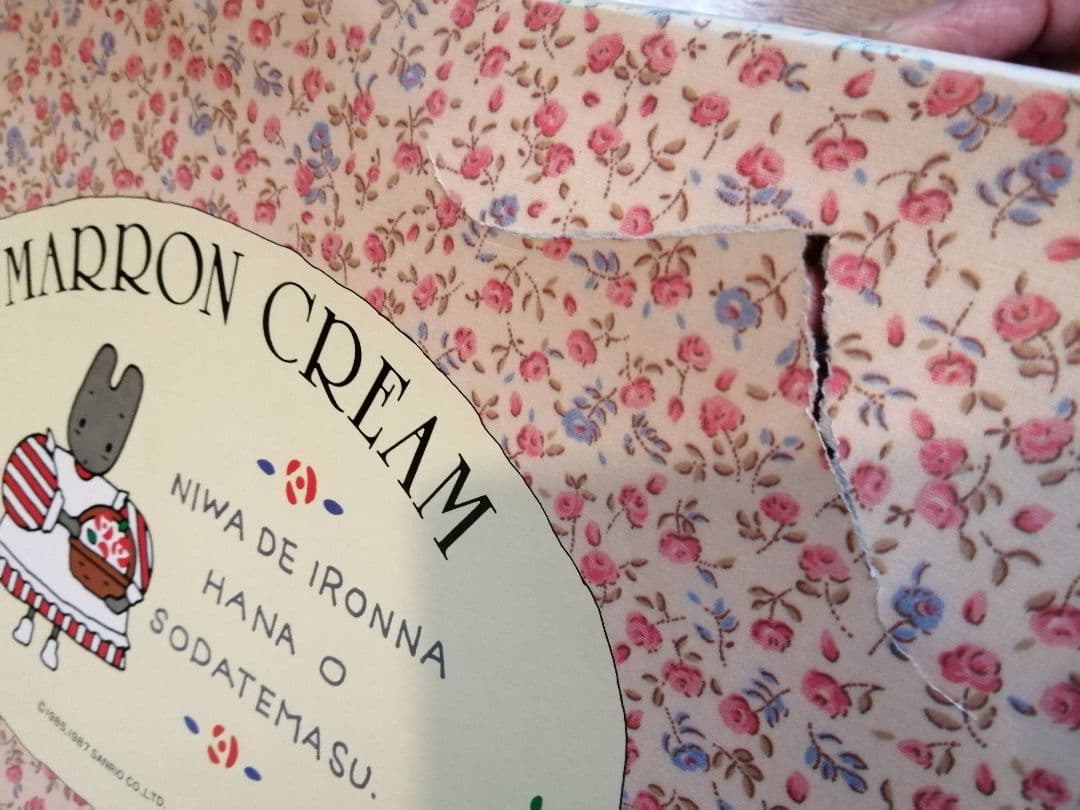 MARRON CREAM
NIWA DE IRONNA
HANA O
SODATEMASU.
©1985,1987 SANRIO CO.,LTD.